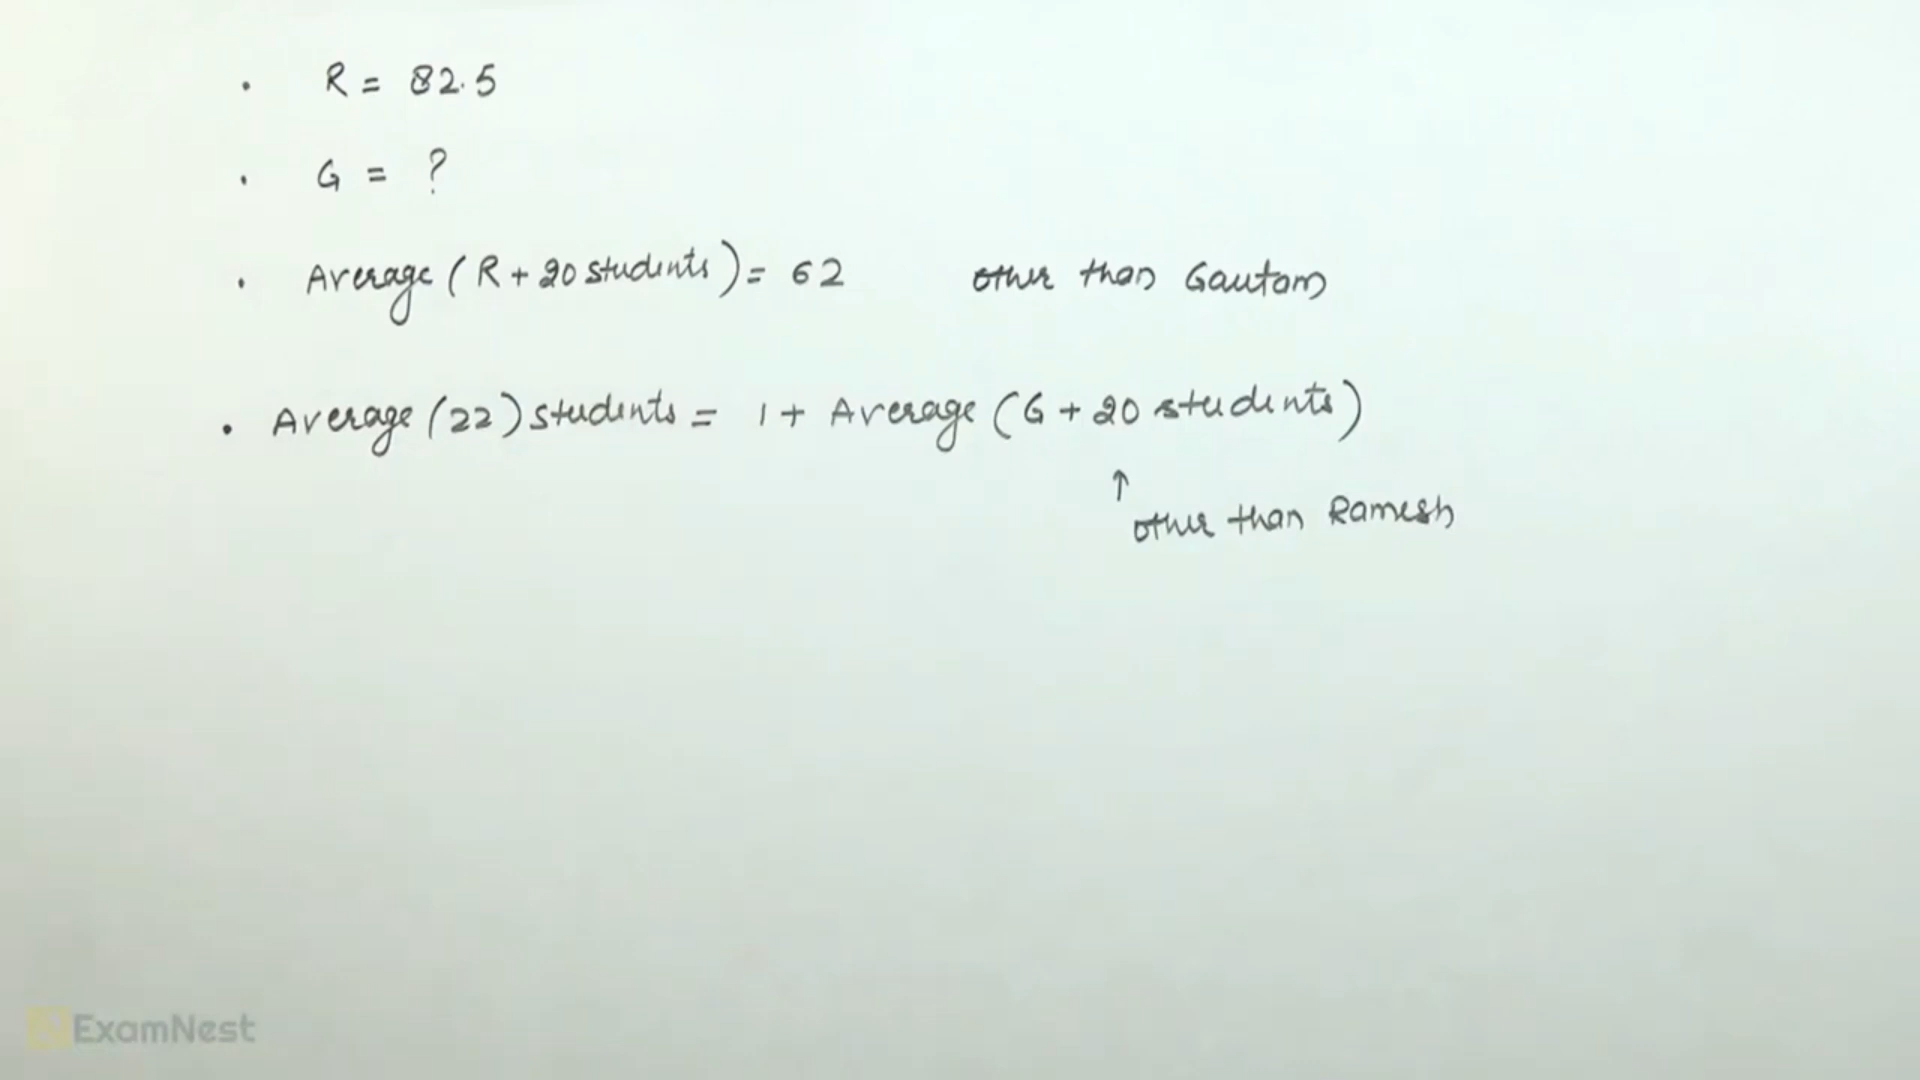 . R = 82.5
. G = ?
. Average (R + 20 students) = 62 other than Gautam
. Average (22) students = 1 + Average (G + 20 students)
↑
other than Ramesh
ExamNest